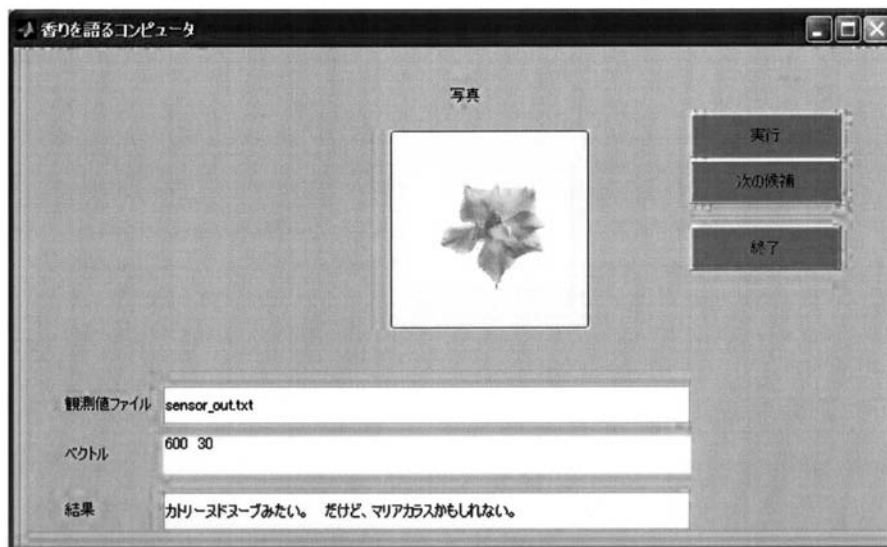 香りを語るコンピュータ
写真
実行
次の候補
終了
観測値ファイル sensor_out.txt
ベクトル 600 30
結果 カトリーヌドヌーブみたい。 だけど、マリアカラスかもしれない。